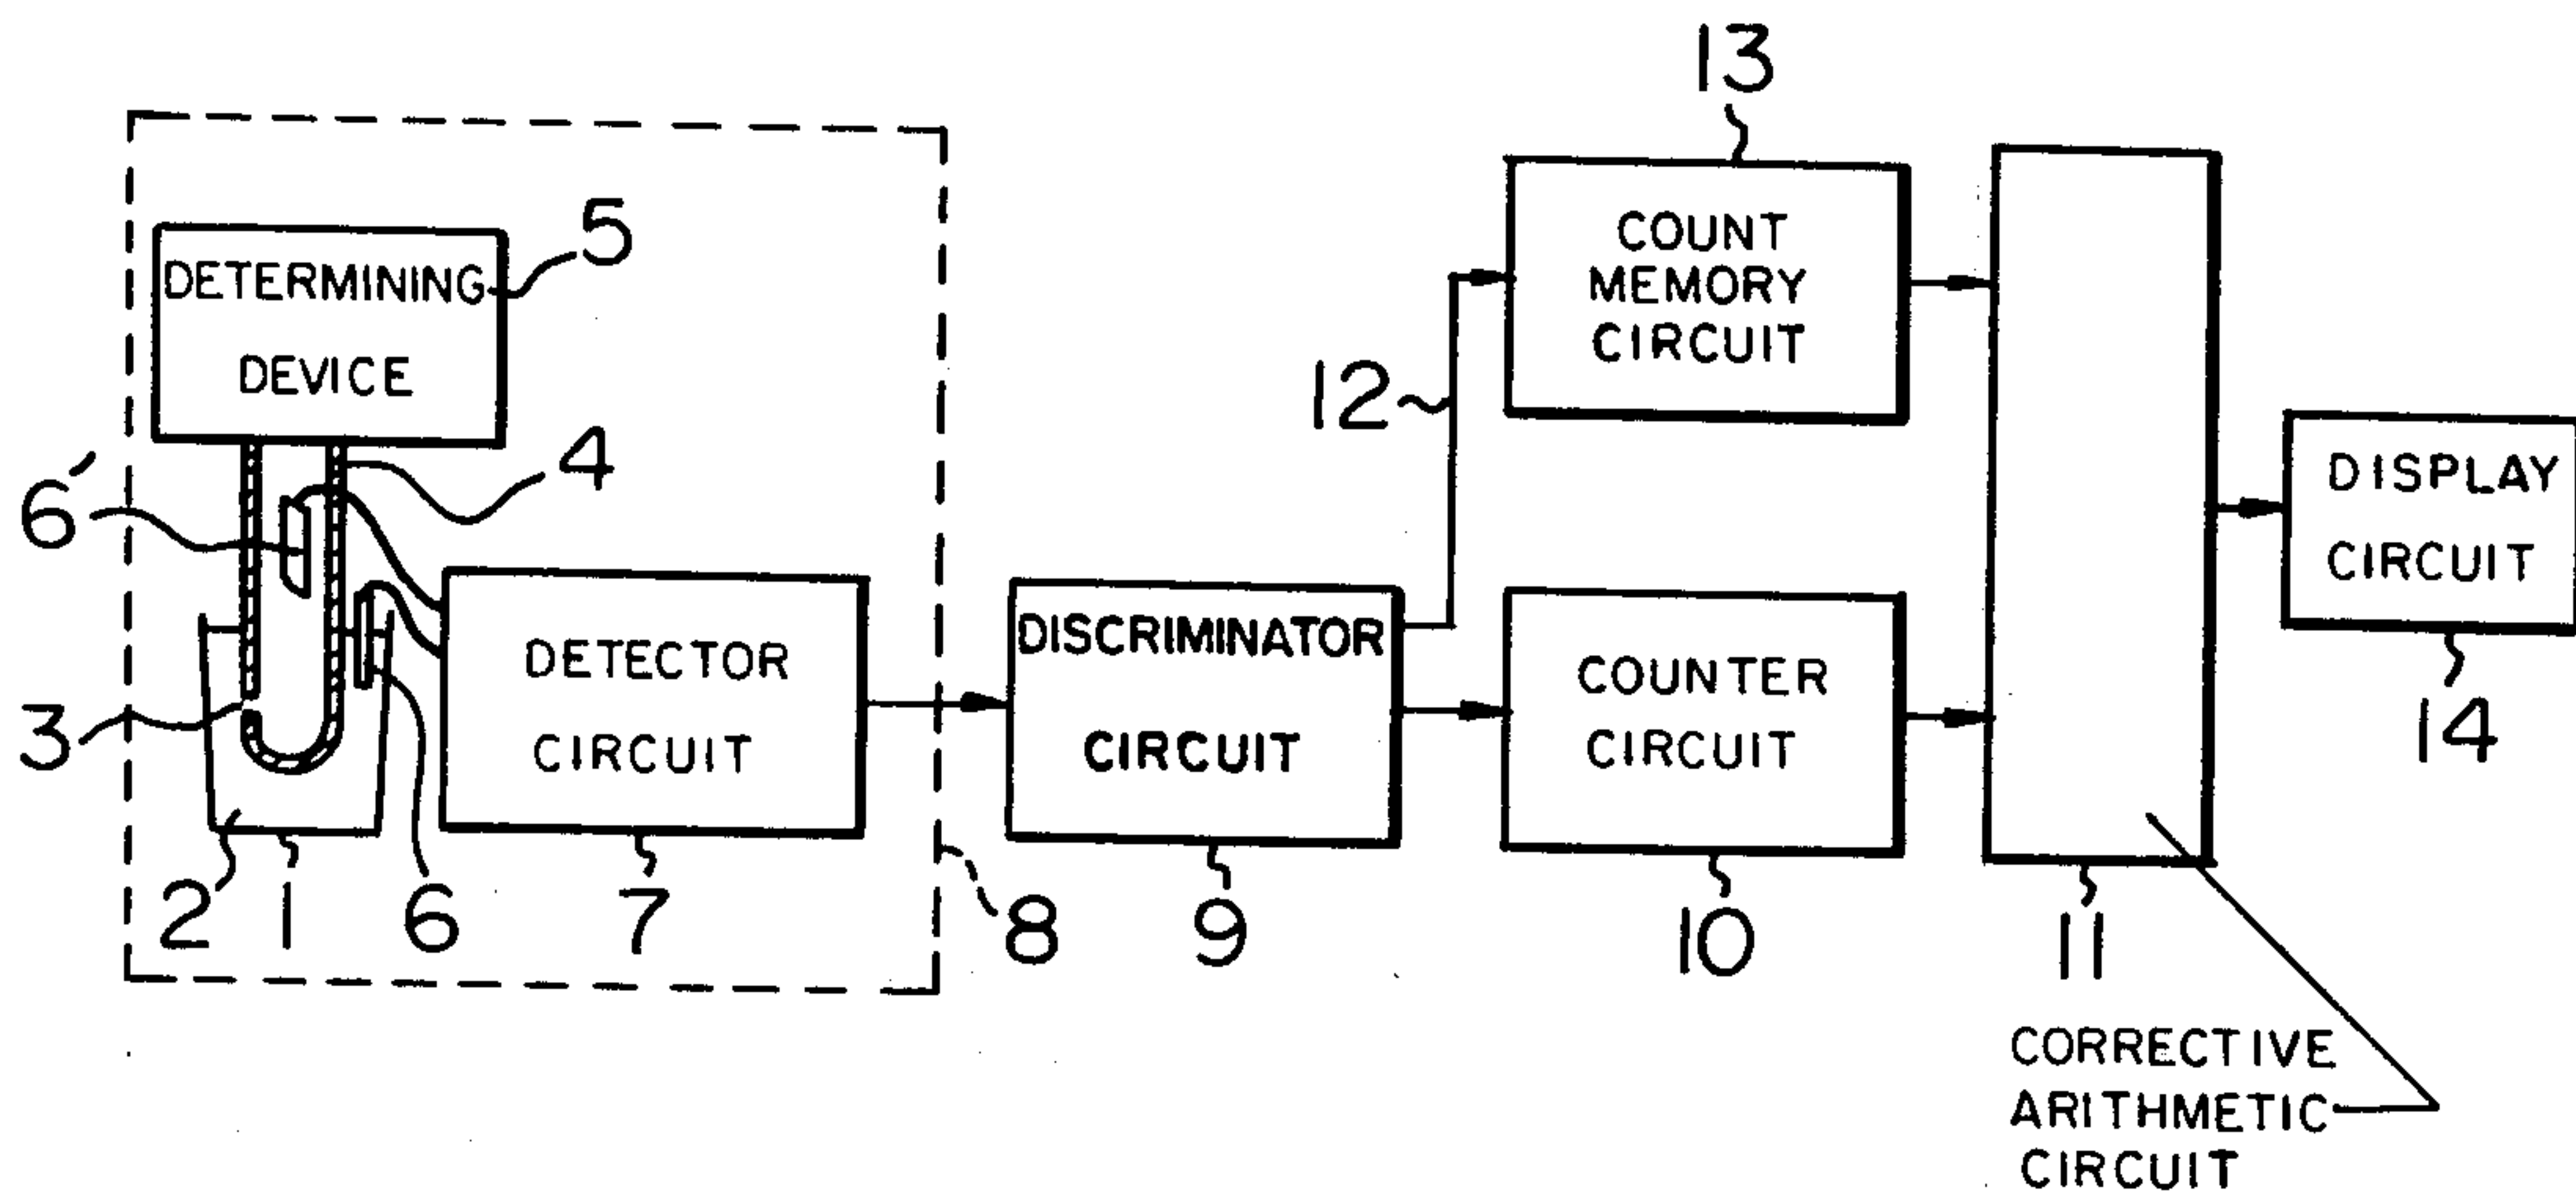 13
5
DETERMINING
DEVICE
COUNT
MEMORY
CIRCUIT
12
4
6′
DISPLAY
CIRCUIT
14
3
DETECTOR
CIRCUIT
DISCRIMINATOR
CIRCUIT
COUNTER
CIRCUIT
2
1
6
7
8
9
10
11
CORRECTIVE
ARITHMETIC
CIRCUIT